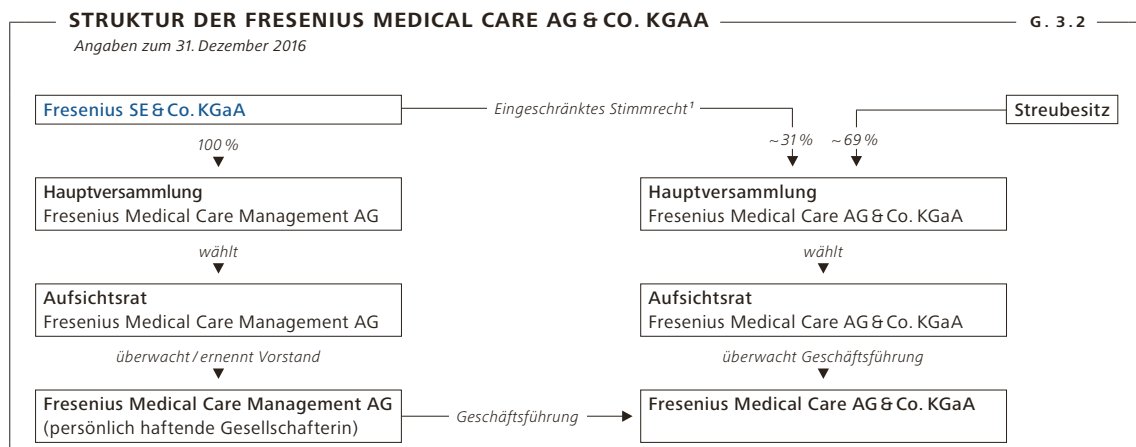 STRUKTUR DER FRESENIUS MEDICAL CARE AG & CO. KGAA
G. 3.2
Angaben zum 31. Dezember 2016
Fresenius SE & Co. KGaA
Eingeschränktes Stimmrecht¹
Streubesitz
100 %
~31 %
~69 %
Hauptversammlung
Fresenius Medical Care Management AG
Hauptversammlung
Fresenius Medical Care AG & Co. KGaA
wählt
wählt
Aufsichtsrat
Fresenius Medical Care Management AG
Aufsichtsrat
Fresenius Medical Care AG & Co. KGaA
überwacht / ernennt Vorstand
überwacht Geschäftsführung
Fresenius Medical Care Management AG
(persönlich haftende Gesellschafterin)
Geschäftsführung
Fresenius Medical Care AG & Co. KGaA